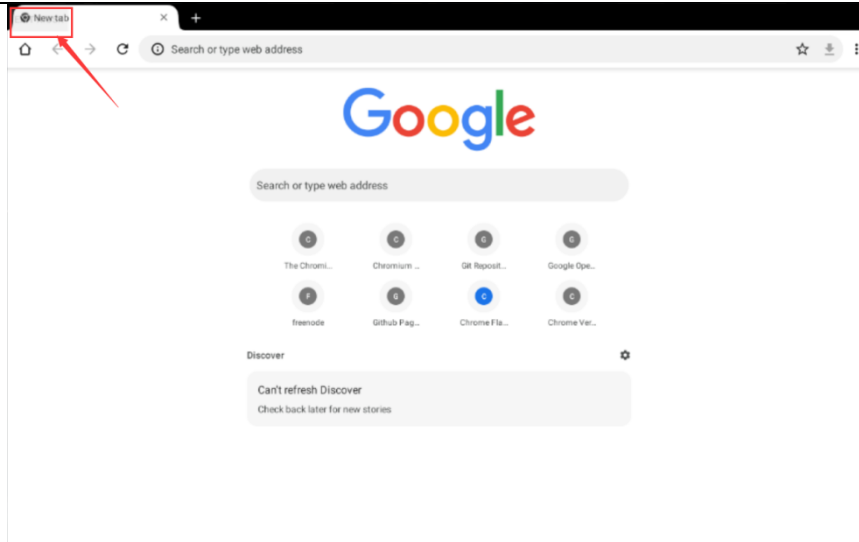 New tab
Search or type web address
Google
Search or type web address
C C G G
The Chromi... Chromium ... Git Reposit... Google Ope...
F G C C
freenode Github Pag... Chrome Fla... Chrome Ver...
Discover
Can't refresh Discover
Check back later for new stories